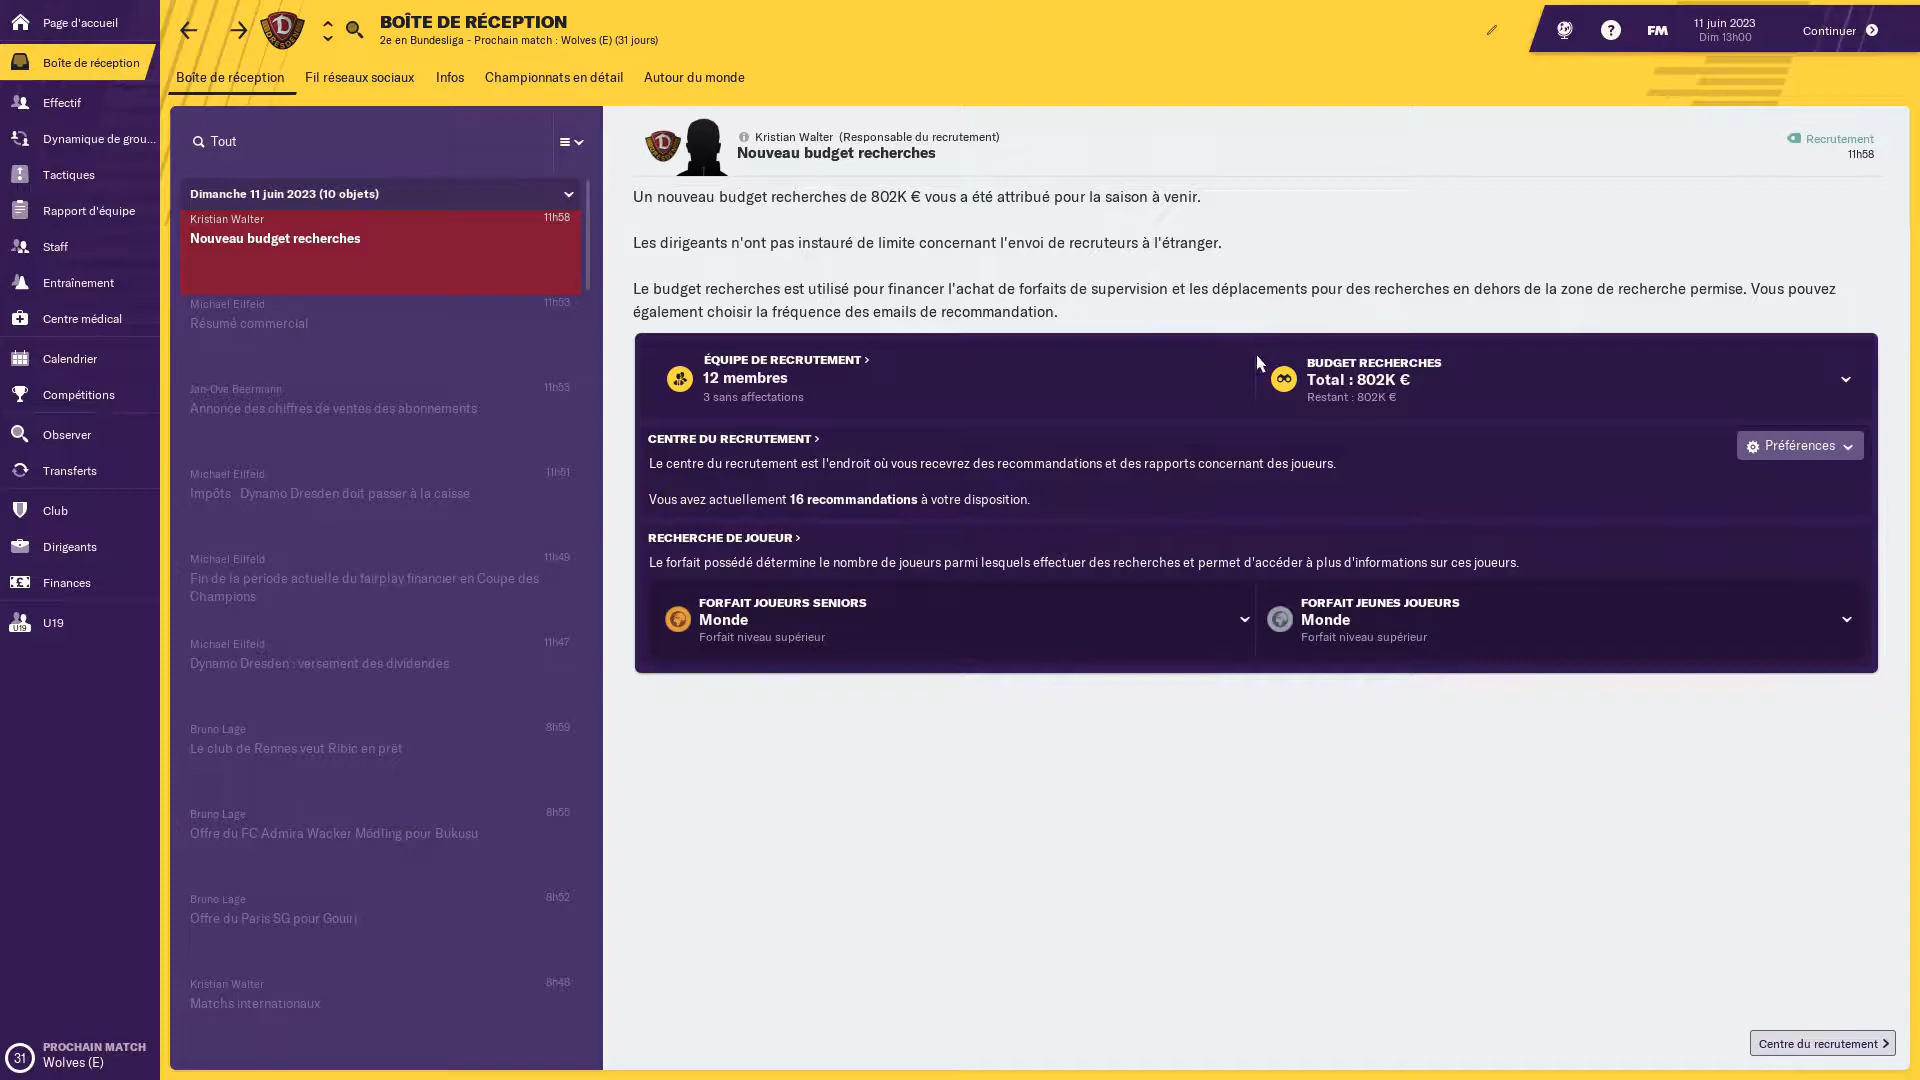 Page d'accueil
Boîte de réception
Effectif
Dynamique de grou...
Tactiques
Rapport d'équipe
Staff
Entraînement
Centre médical
Calendrier
Compétitions
Observer
Transferts
Club
Dirigeants
Finances
U19
U19
31
PROCHAIN MATCH
Wolves (E)
BOÎTE DE RÉCEPTION
2e en Bundesliga - Prochain match : Wolves (E) (31 jours)
?
FM
11 juin 2023
Dim 13h00
Continuer
Boîte de réception
Fil réseaux sociaux
Infos
Championnats en détail
Autour du monde
Tout
Dimanche 11 juin 2023 (10 objets)
Kristian Walter 11h58
Nouveau budget recherches
Michael Eilfeld 11h53
Résumé commercial
Jan-Ove Beermann 11h53
Annonce des chiffres de ventes des abonnements
Michael Eilfeld 11h51
Impôts : Dynamo Dresden doit passer à la caisse
Michael Eilfeld 11h49
Fin de la période actuelle du fairplay financier en Coupe des
Champions
Michael Eilfeld 11h47
Dynamo Dresden : versement des dividendes
Bruno Lage 8h59
Le club de Rennes veut Ribic en prêt
Bruno Lage 8h55
Offre du FC Admira Wacker Mödling pour Bukusu
Bruno Lage 8h52
Offre du Paris SG pour Gouiri
Kristian Walter 8h48
Matchs internationaux
Kristian Walter (Responsable du recrutement)
Nouveau budget recherches
Recrutement
11h58
Un nouveau budget recherches de 802K € vous a été attribué pour la saison à venir.
Les dirigeants n'ont pas instauré de limite concernant l'envoi de recruteurs à l'étranger.
Le budget recherches est utilisé pour financer l'achat de forfaits de supervision et les déplacements pour des recherches en dehors de la zone de recherche permise. Vous pouvez
également choisir la fréquence des emails de recommandation.
ÉQUIPE DE RECRUTEMENT >
12 membres
3 sans affectations
BUDGET RECHERCHES
Total : 802K €
Restant : 802K €
CENTRE DU RECRUTEMENT >
Préférences
Le centre du recrutement est l'endroit où vous recevrez des recommandations et des rapports concernant des joueurs.
Vous avez actuellement 16 recommandations à votre disposition.
RECHERCHE DE JOUEUR >
Le forfait possédé détermine le nombre de joueurs parmi lesquels effectuer des recherches et permet d'accéder à plus d'informations sur ces joueurs.
FORFAIT JOUEURS SENIORS
Monde
Forfait niveau supérieur
FORFAIT JEUNES JOUEURS
Monde
Forfait niveau supérieur
Centre du recrutement >